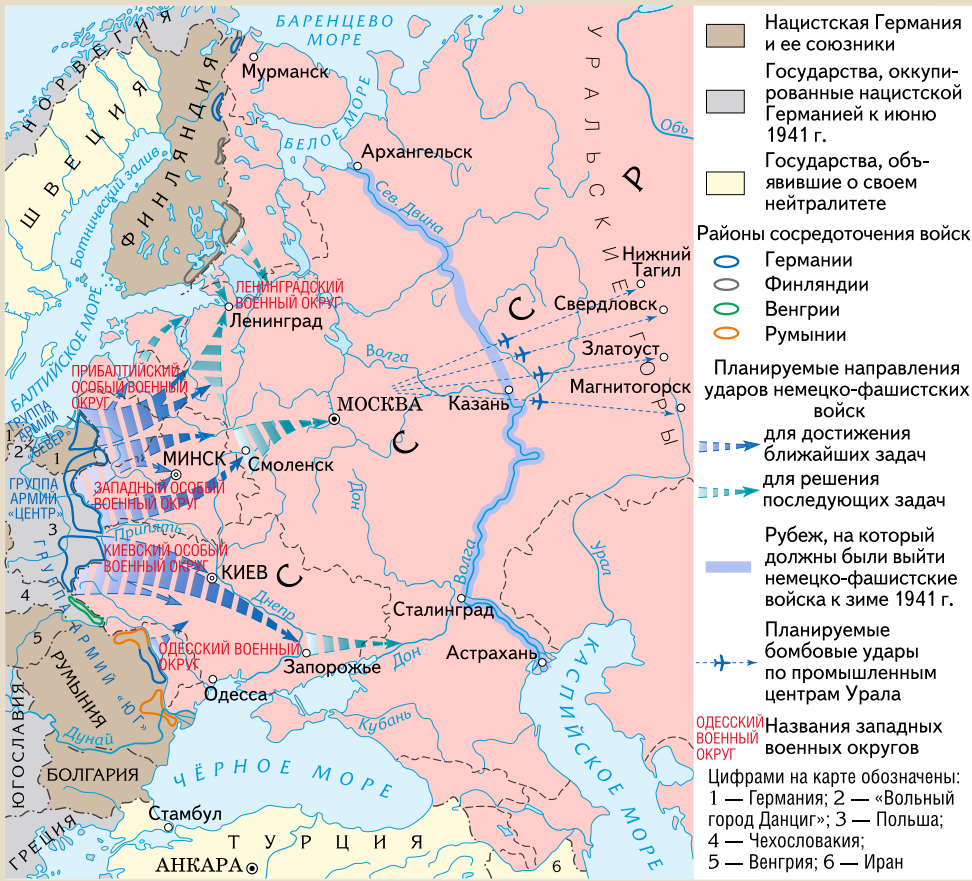 БАРЕНЦЕВО
МОРЕ
НОРВЕГИЯ
Мурманск
ШВЕЦИЯ
ФИНЛЯНДИЯ
Ботнический залив
БЕЛОЕ МОРЕ
Архангельск
Сев. Двина
УРАЛЬСКИЕ ГОРЫ
Обь
С С С Р
Нижний
Тагил
Свердловск
Златоуст
Магнитогорск
ЛЕНИНГРАДСКИЙ
ВОЕННЫЙ ОКРУГ
Ленинград
БАЛТИЙСКОЕ МОРЕ
Волга
ПРИБАЛТИЙСКИЙ
ОСОБЫЙ ВОЕННЫЙ
ОКРУГ
ГРУППА
АРМИЙ
«СЕВЕР»
МОСКВА
Казань
1
2
1
МИНСК
Смоленск
ГРУППА
АРМИЙ
«ЦЕНТР»
ЗАПАДНЫЙ ОСОБЫЙ
ВОЕННЫЙ ОКРУГ
Дон
3
Припять
КИЕВСКИЙ ОСОБЫЙ
ВОЕННЫЙ ОКРУГ
КИЕВ
Днепр
Волга
Урал
4
ГРУППА АРМИЙ «ЮГ»
Сталинград
5
ОДЕССКИЙ ВОЕННЫЙ
ОКРУГ
Запорожье
Дон
Астрахань
РУМЫНИЯ
Одесса
ЮГОСЛАВИЯ
Дунай
Кубань
КАСПИЙСКОЕ МОРЕ
БОЛГАРИЯ
ЧЁРНОЕ МОРЕ
ГРЕЦИЯ
Стамбул
ТУРЦИЯ
АНКАРА
6
Нацистская Германия
и ее союзники
Государства, оккупи-
рованные нацистской
Германией к июню
1941 г.
Государства, объ-
явившие о своем
нейтралитете
Районы сосредоточения войск
Германии
Финляндии
Венгрии
Румынии
Планируемые направления
ударов немецко-фашистских
войск
для достижения
ближайших задач
для решения
последующих задач
Рубеж, на который
должны были выйти
немецко-фашистские
войска к зиме 1941 г.
Планируемые
бомбовые удары
по промышленным
центрам Урала
ОДЕССКИЙ
ВОЕННЫЙ
ОКРУГ
Названия западных
военных округов
Цифрами на карте обозначены:
1 — Германия; 2 — «Вольный
город Данциг»; 3 — Польша;
4 — Чехословакия;
5 — Венгрия; 6 — Иран